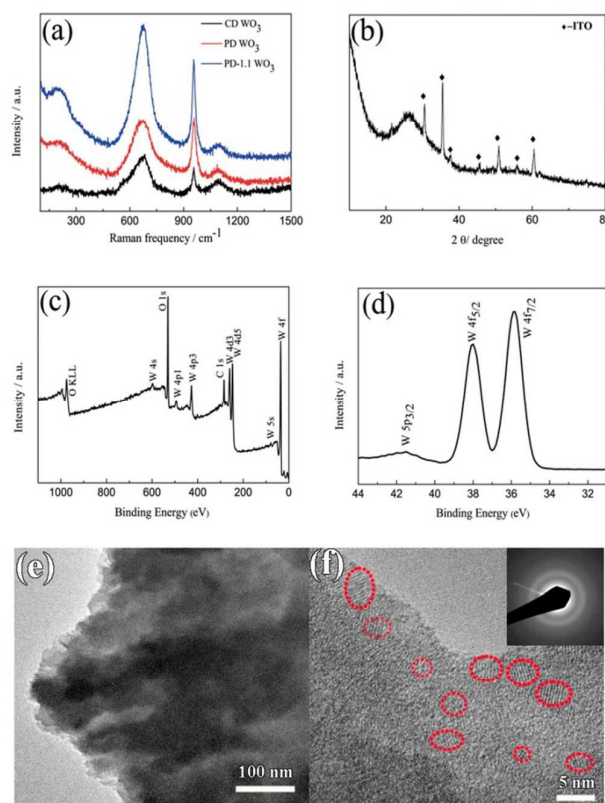 (a)
CD WO3
PD WO3
PD-1.1 WO3
Intensity / a.u.
300 600 900 1200 1500
Raman frequency / cm-1
(b)
♦-ITO
Intensity / a.u.
20 40 60 80
2 θ/ degree
(c)
O KLL
W 4s
O 1s
W 4p1
W 4p3
C 1s
W 4d3
W 4d5
W 5s
W 4f
Intensity / a.u.
1000 800 600 400 200 0
Binding Energy (eV)
(d)
W 5p3/2
W 4f5/2
W 4f7/2
Intensity / a.u.
44 42 40 38 36 34 32
Binding Energy (eV)
(e)
100 nm
(f)
5 nm